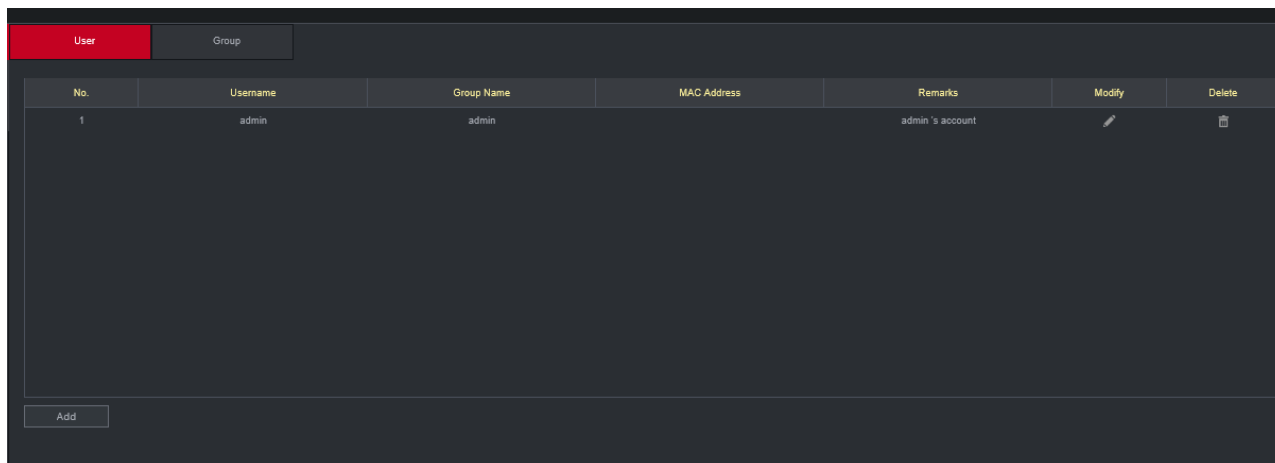 User Group
No. Username Group Name MAC Address Remarks Modify Delete
1 admin admin admin 's account
Add